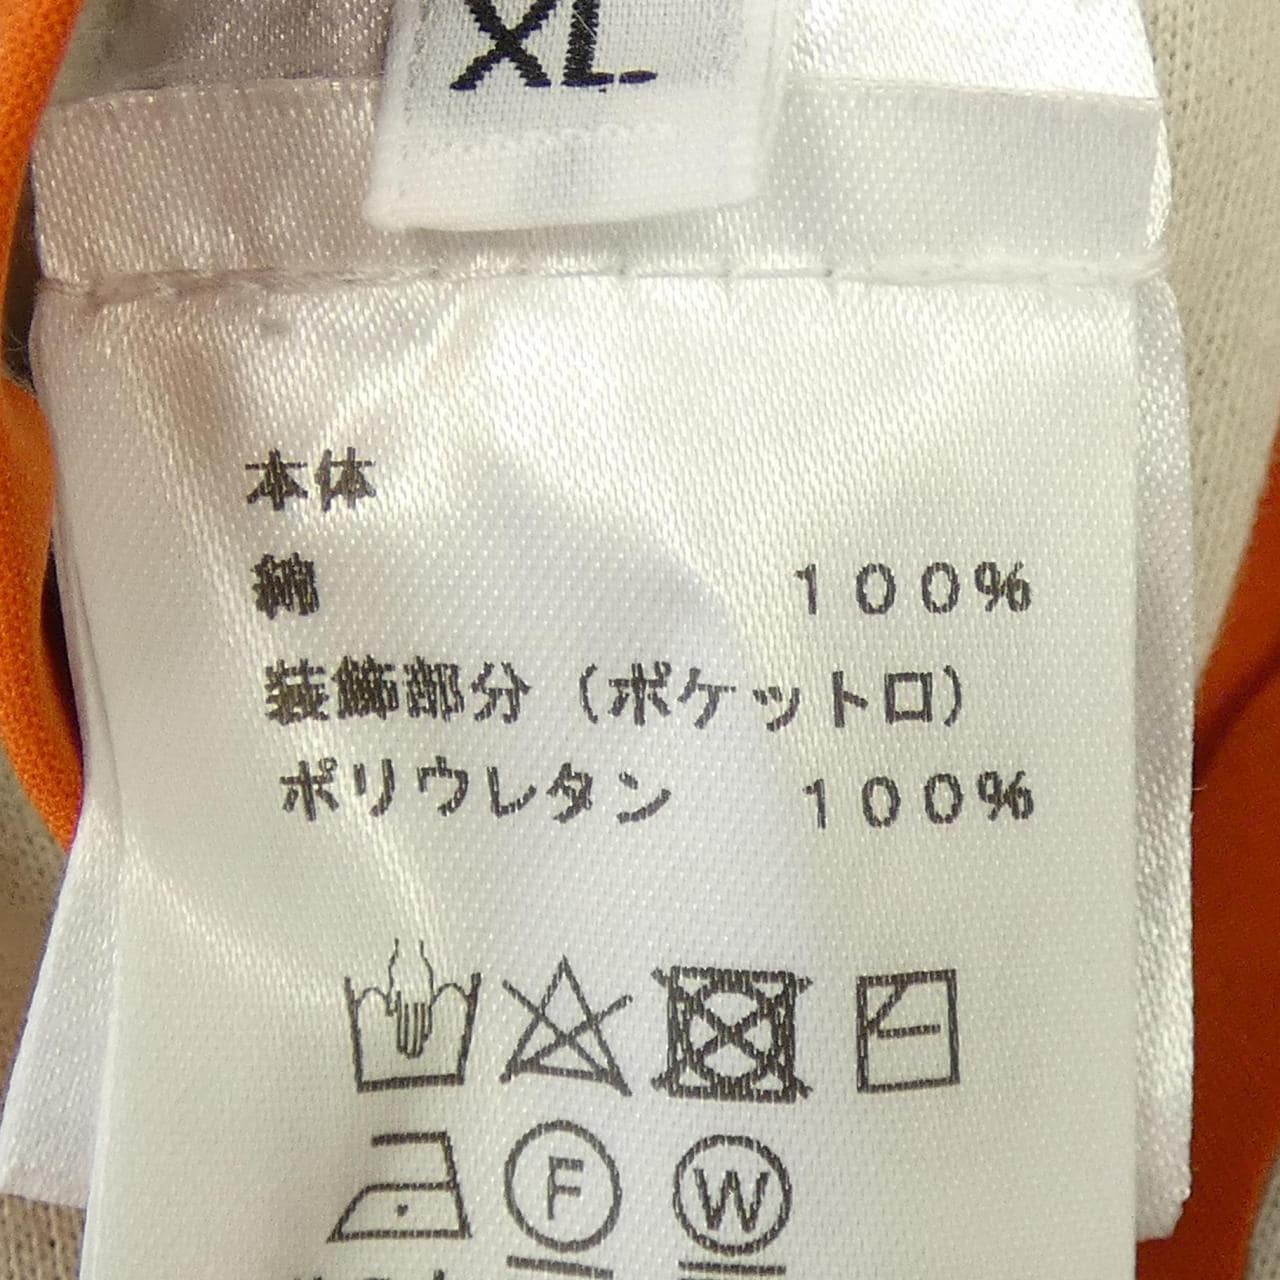 XL
本体
綿 １００％
装飾部分（ポケット口）
ポリウレタン １００％
F W